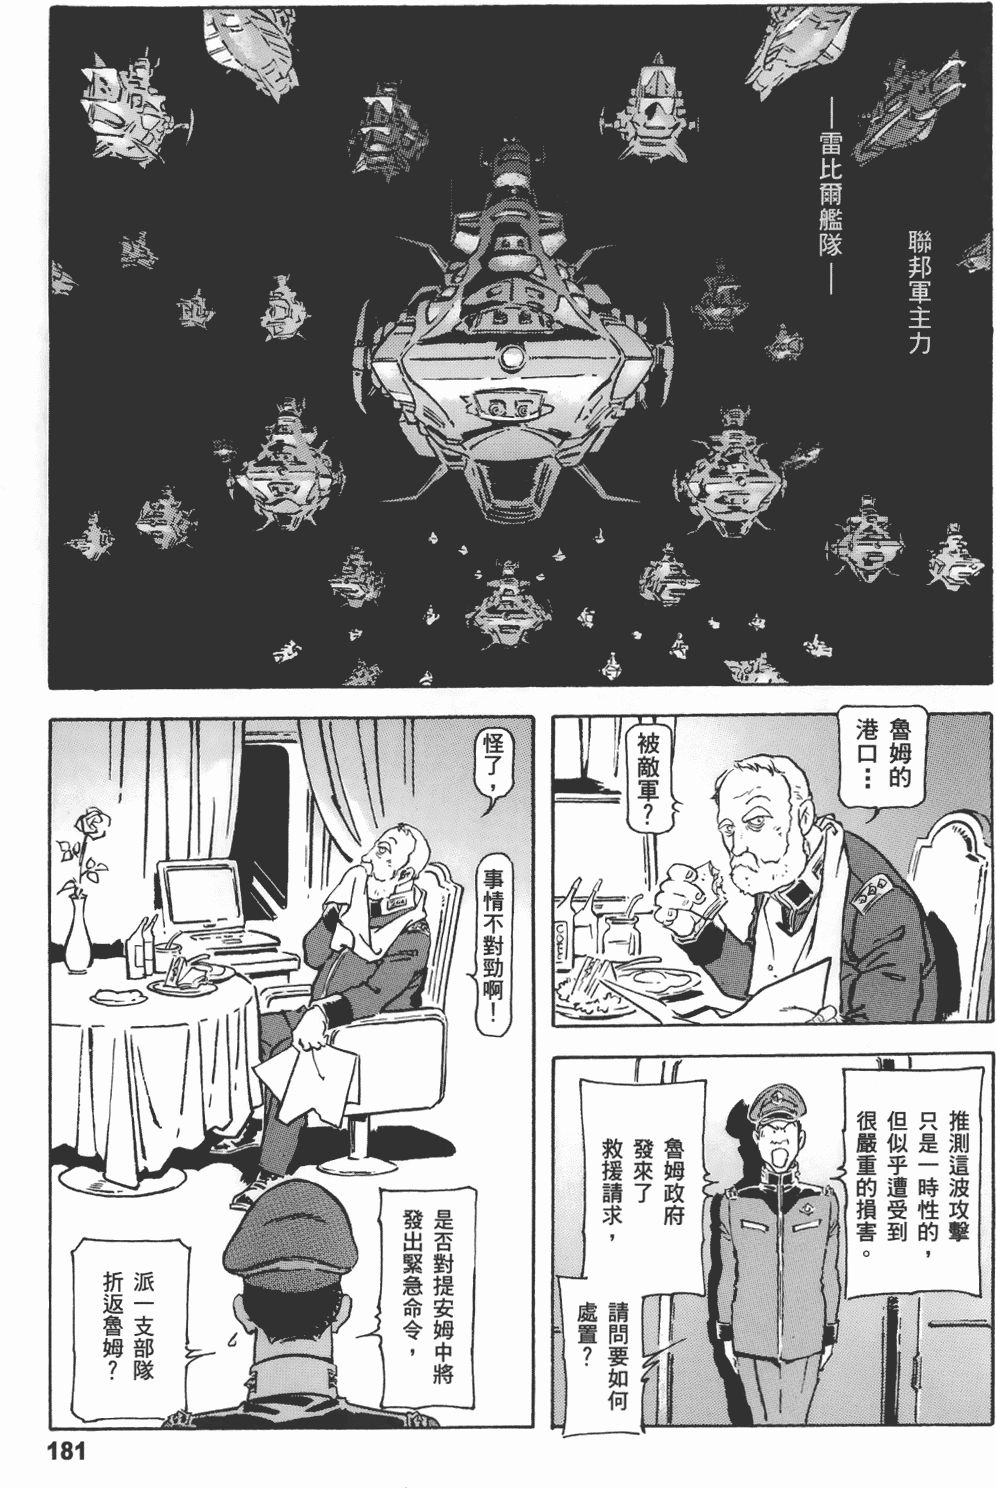 聯邦軍主力
—雷比爾艦隊—
魯姆的
港口…
被敵軍？
推測這波攻擊
只是一時性的，
但似乎遭受到
很嚴重的損害。
魯姆政府
發來了
救援請求，
請問要如何
處置？
怪了，
事情不對勁啊！
是否對提安姆中將
發出緊急命令，
派一支部隊
折返魯姆？
181